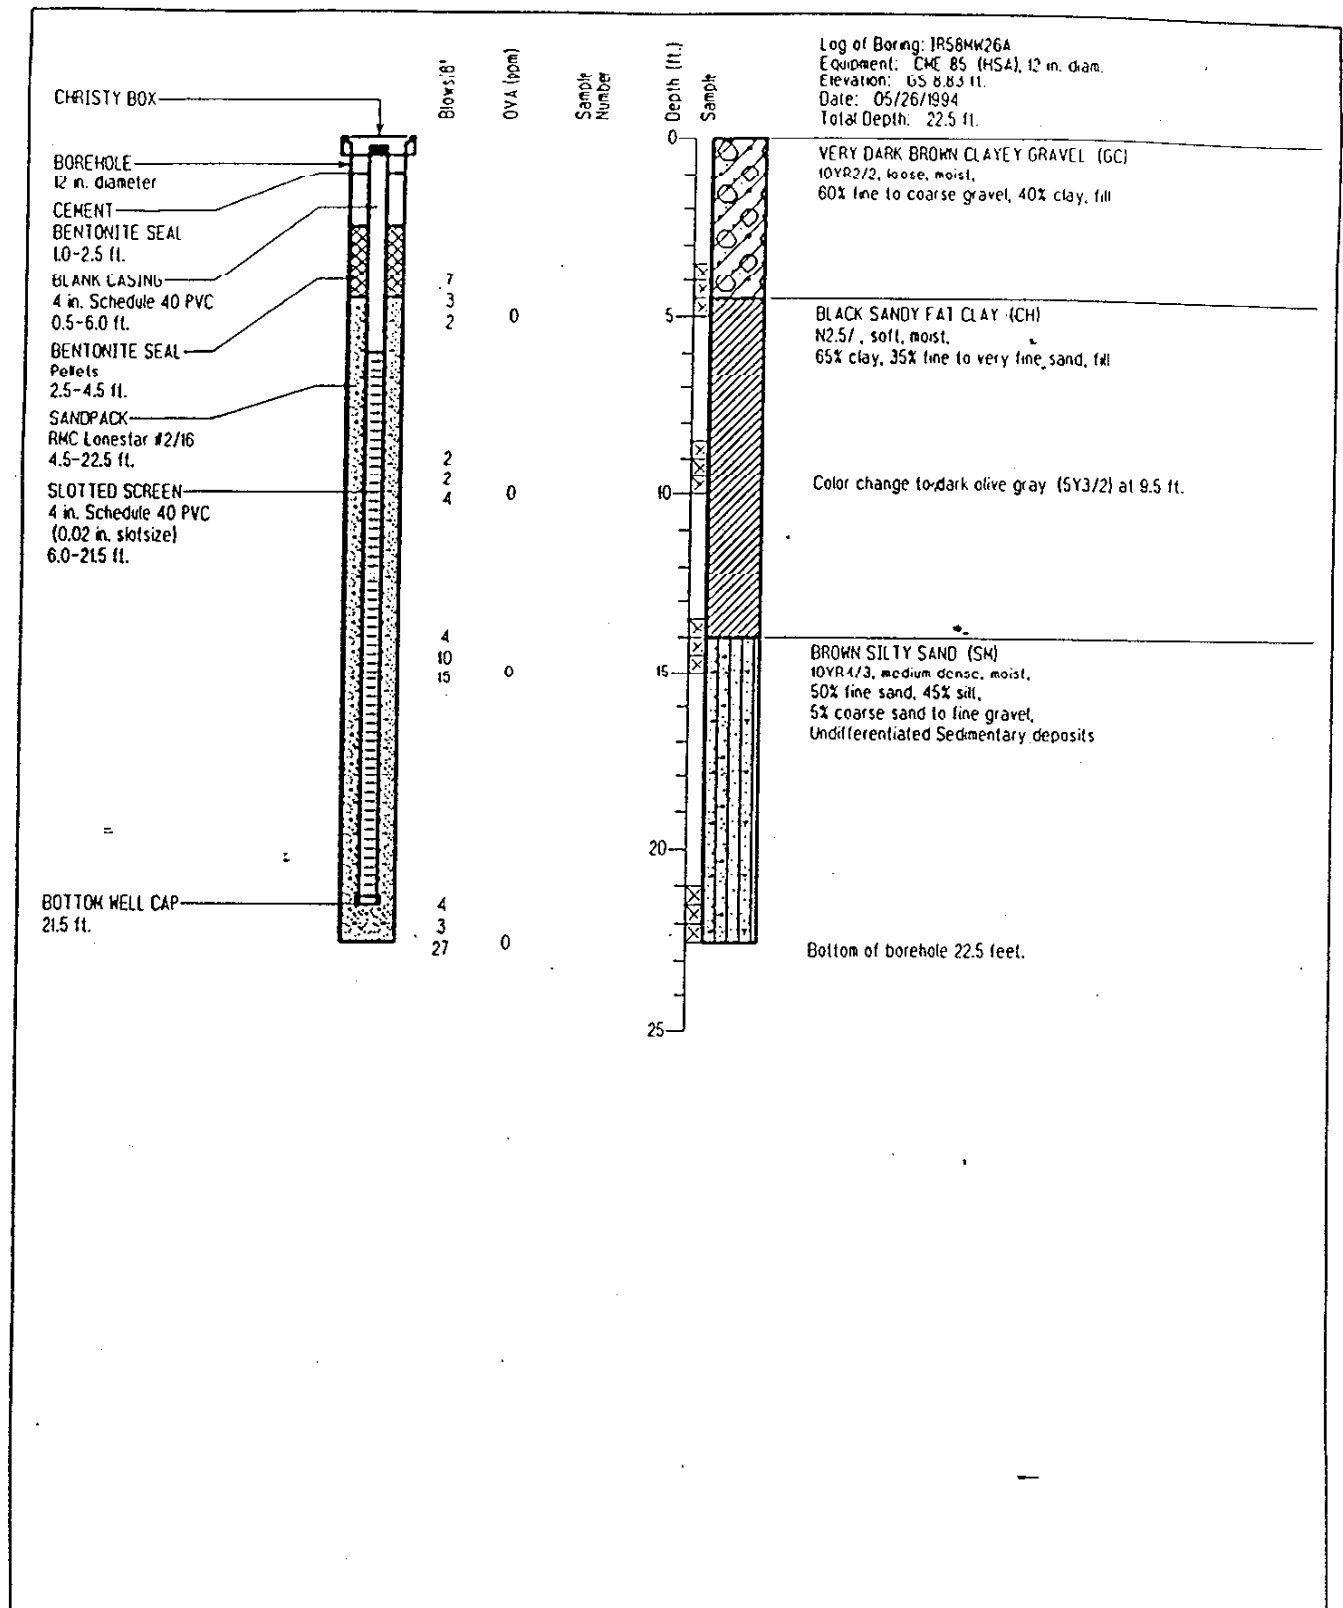 Log of Boring: IR58MW26A
Equipment: CME 85 (HSA), 12 in. diam.
Elevation: GS 8.83 ft.
Date: 05/26/1994
Total Depth: 22.5 ft.
Blows/6"
OVA (ppm)
Sample
Number
Depth (ft.)
Sample
CHRISTY BOX
BOREHOLE
12 in. diameter
CEMENT
BENTONITE SEAL
1.0-2.5 ft.
BLANK CASING
4 in. Schedule 40 PVC
0.5-6.0 ft.
BENTONITE SEAL
Pellets
2.5-4.5 ft.
SANDPACK
RMC Lonestar #2/16
4.5-22.5 ft.
SLOTTED SCREEN
4 in. Schedule 40 PVC
(0.02 in. slotsize)
6.0-21.5 ft.
BOTTOM WELL CAP
21.5 ft.
7
3
2 0
2
2
4 0
4
10
15 0
4
3
27 0
0
5
10
15
20
25
VERY DARK BROWN CLAYEY GRAVEL (GC)
10YR2/2, loose, moist,
60% fine to coarse gravel, 40% clay, fill
BLACK SANDY FAT CLAY (CH)
N2.5/, soft, moist,
65% clay, 35% fine to very fine sand, fill
Color change to dark olive gray (5Y3/2) at 9.5 ft.
BROWN SILTY SAND (SM)
10YR4/3, medium dense, moist,
50% fine sand, 45% silt,
5% coarse sand to fine gravel,
Undifferentiated Sedimentary deposits
Bottom of borehole 22.5 feet.